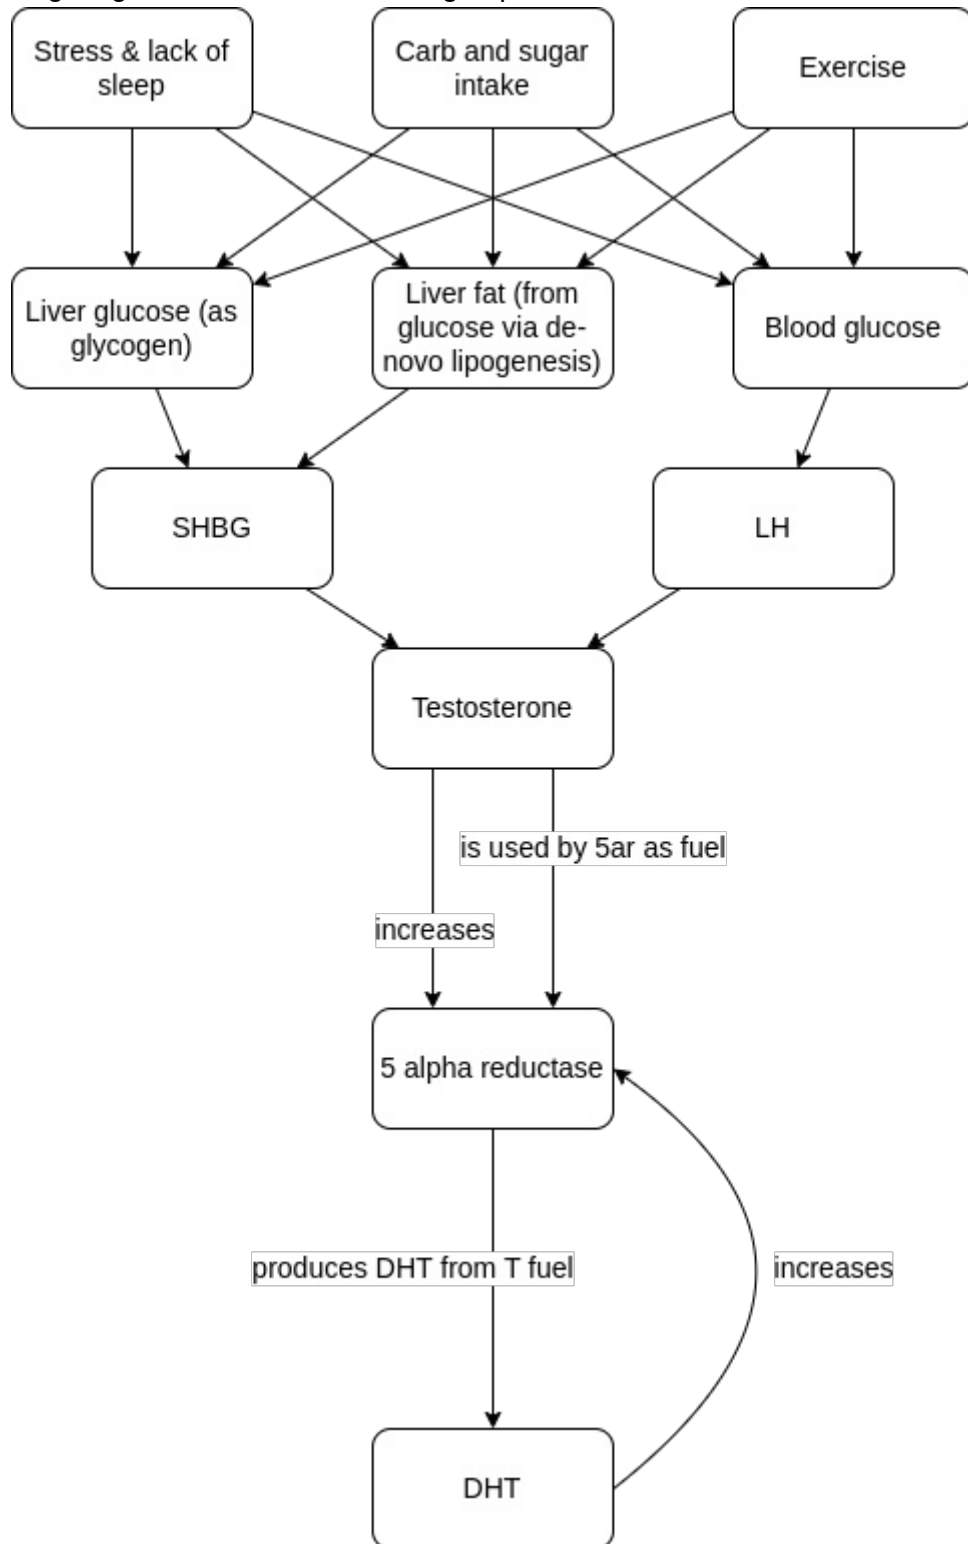 Stress & lack of
sleep
Carb and sugar
intake
Exercise
Liver glucose (as
glycogen)
Liver fat (from
glucose via de-
novo lipogenesis)
Blood glucose
SHBG
LH
Testosterone
is used by 5ar as fuel
increases
5 alpha reductase
produces DHT from T fuel
increases
DHT